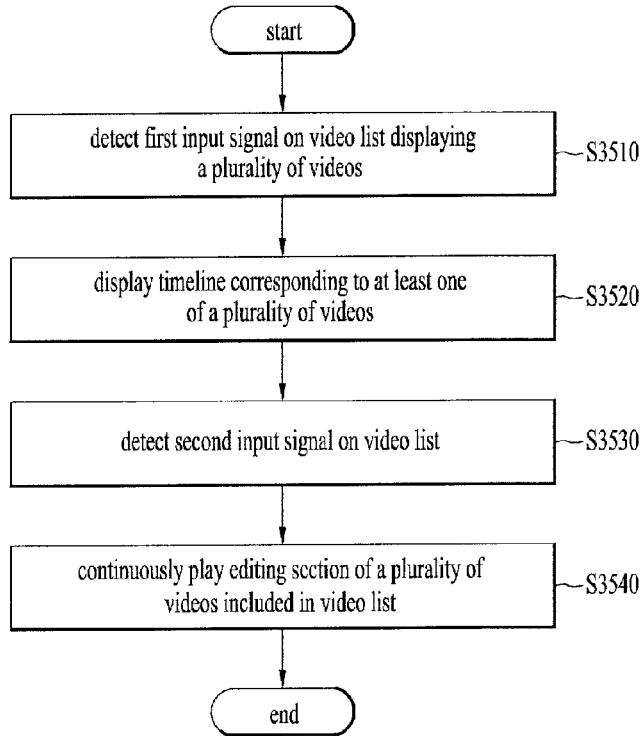 start
detect first input signal on video list displaying
a plurality of videos
S3510
display timeline corresponding to at least one
of a plurality of videos
S3520
detect second input signal on video list
S3530
continuously play editing section of a plurality of
videos included in video list
S3540
end